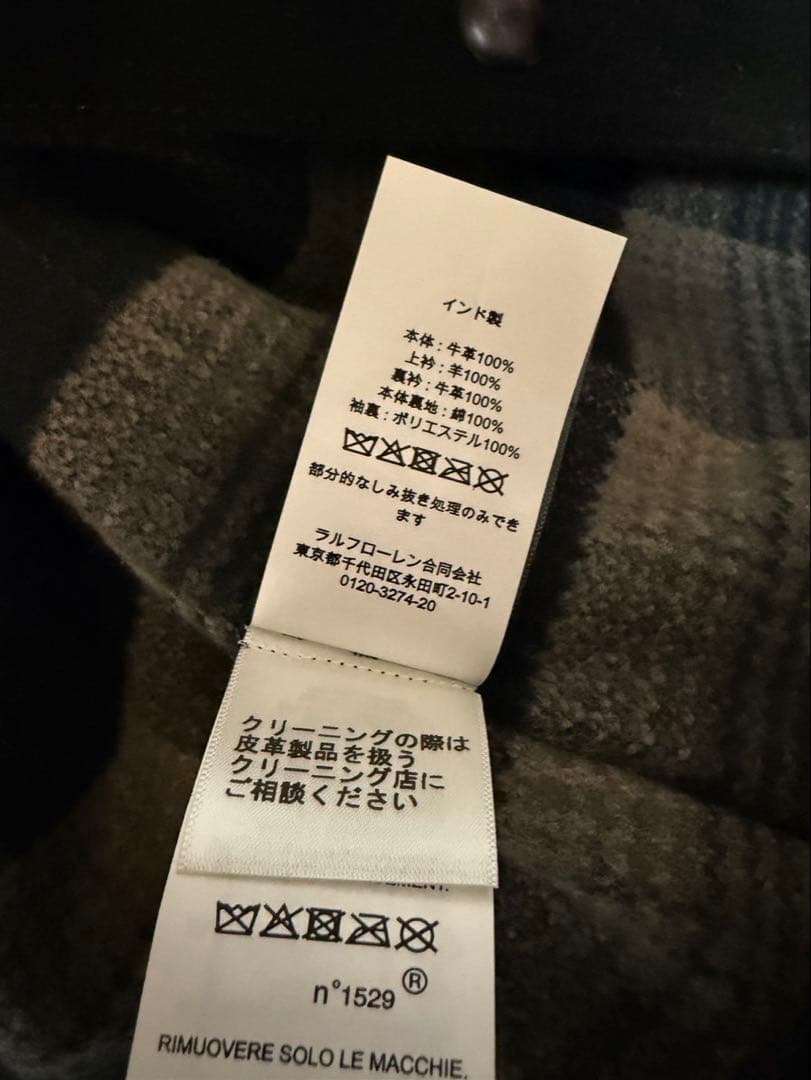 インド製
本体 : 牛革100%
上衿 : 羊100%
裏衿 : 牛革100%
本体裏地 : 綿100%
袖裏 : ポリエステル100%
部分的なしみ抜き処理のみでき
ます
ラルフローレン合同会社
東京都千代田区永田町2-10-1
0120-3274-20
クリーニングの際は
皮革製品を扱う
クリーニング店に
ご相談ください
n°1529 ®
RIMUOVERE SOLO LE MACCHIE.